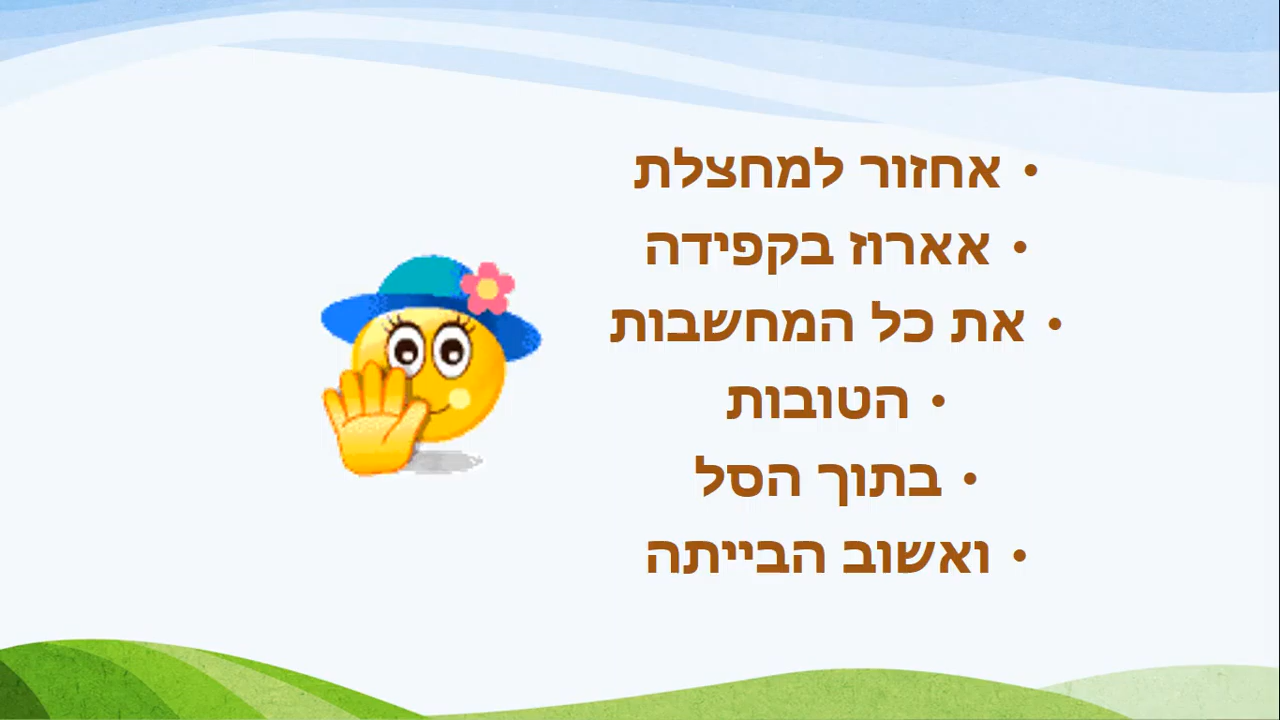 • אחזור למחצלת
• אארוז בקפידה
• את כל המחשבות
• הטובות
• בתוך הסל
• ואשוב הבייתה